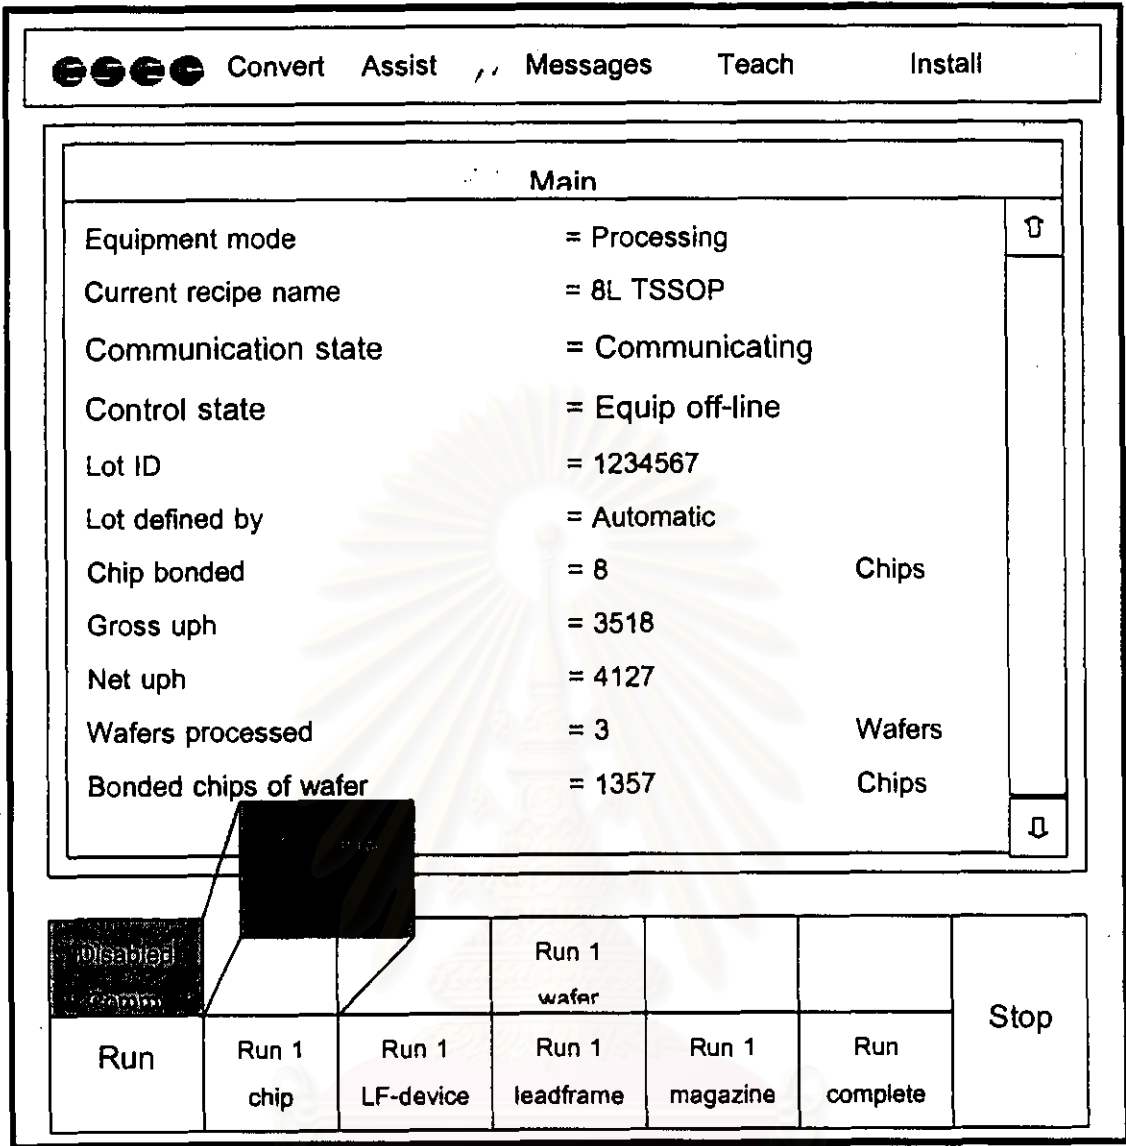 esec Convert Assist Messages Teach Install
Main
Equipment mode = Processing
Current recipe name = 8L TSSOP
Communication state = Communicating
Control state = Equip off-line
Lot ID = 1234567
Lot defined by = Automatic
Chip bonded = 8 Chips
Gross uph = 3518
Net uph = 4127
Wafers processed = 3 Wafers
Bonded chips of wafer = 1357 Chips
Disabled
Comm
Run 1
wafer
Stop
Run
Run 1
chip
Run 1
LF-device
Run 1
leadframe
Run 1
magazine
Run
complete